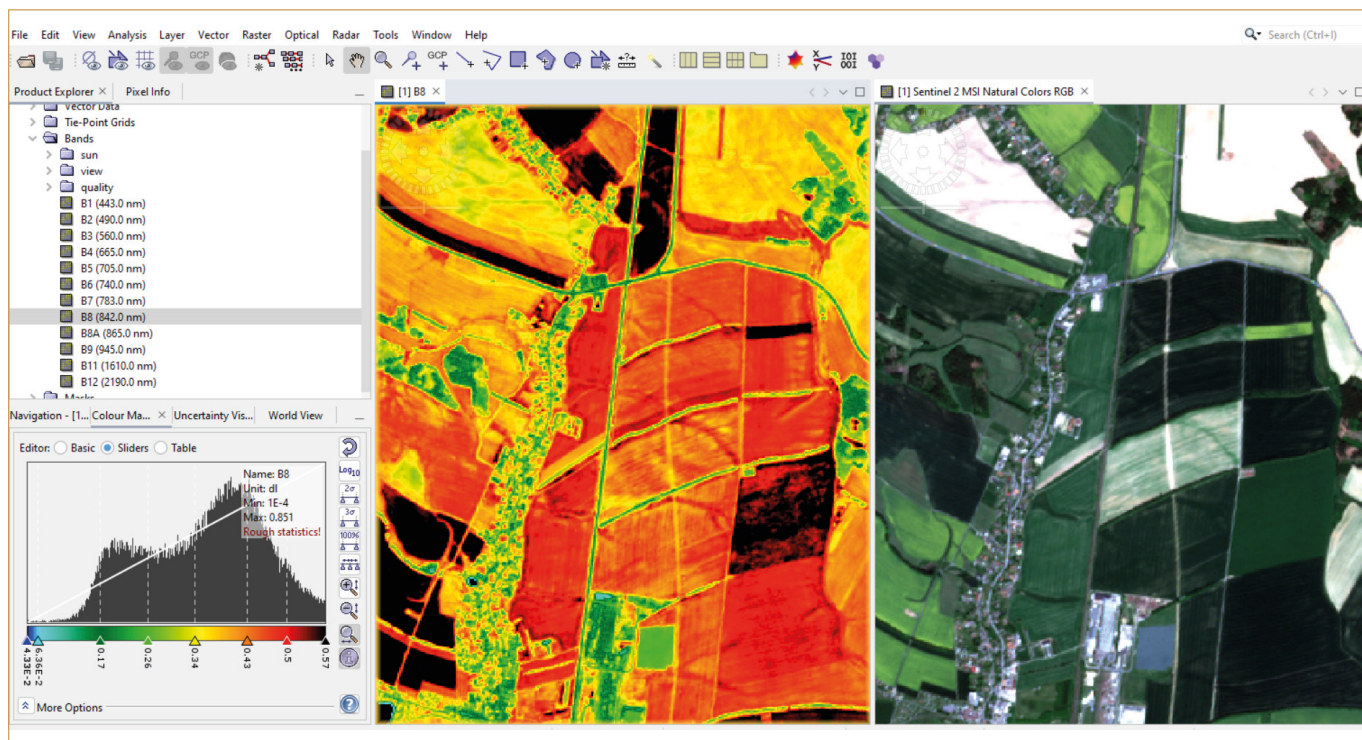 File Edit View Analysis Layer Vector Raster Optical Radar Tools Window Help
Search (Ctrl+I)
GCP
GCP
X
Y
IOI
OOI
Product Explorer
Pixel Info
Vector Data
Tie-Point Grids
Bands
sun
view
quality
B1 (443.0 nm)
B2 (490.0 nm)
B3 (560.0 nm)
B4 (665.0 nm)
B5 (705.0 nm)
B6 (740.0 nm)
B7 (783.0 nm)
B8 (842.0 nm)
B8A (865.0 nm)
B9 (945.0 nm)
B11 (1610.0 nm)
B12 (2190.0 nm)
Masks
Navigation - [1... Colour Ma... Uncertainty Vis... World View
Editor: Basic Sliders Table
Name: B8
Unit: dl
Min: 1E-4
Max: 0.851
Rough statistics!
Log10
2σ
3σ
100%
4.33E-2
6.36E-2
0.17
0.26
0.34
0.43
0.5
0.57
More Options
[1] B8
[1] Sentinel 2 MSI Natural Colors RGB